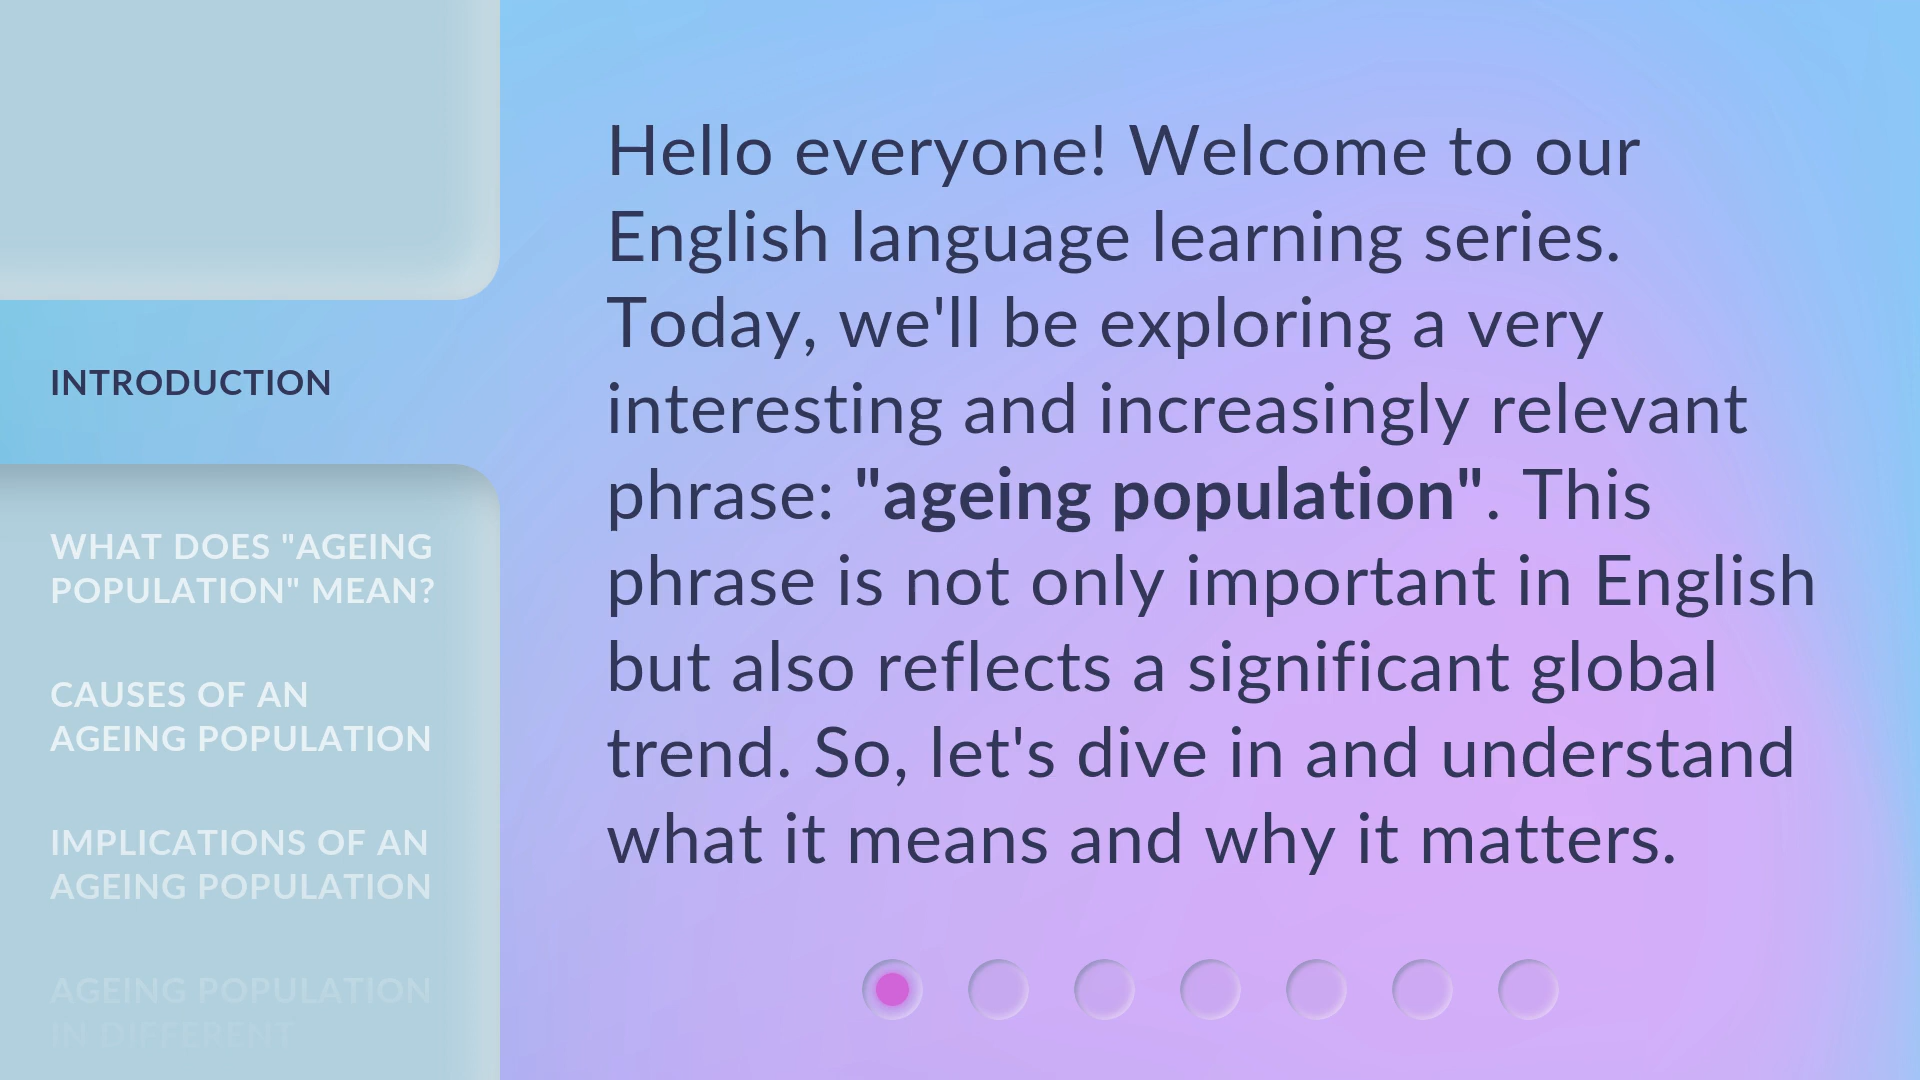 INTRODUCTION
WHAT DOES "AGEING
POPULATION" MEAN?
CAUSES OF AN
AGEING POPULATION
IMPLICATIONS OF AN
AGEING POPULATION
AGEING POPULATION
IN DIFFERENT
Hello everyone! Welcome to our
English language learning series.
Today, we'll be exploring a very
interesting and increasingly relevant
phrase: "ageing population". This
phrase is not only important in English
but also reflects a significant global
trend. So, let's dive in and understand
what it means and why it matters.